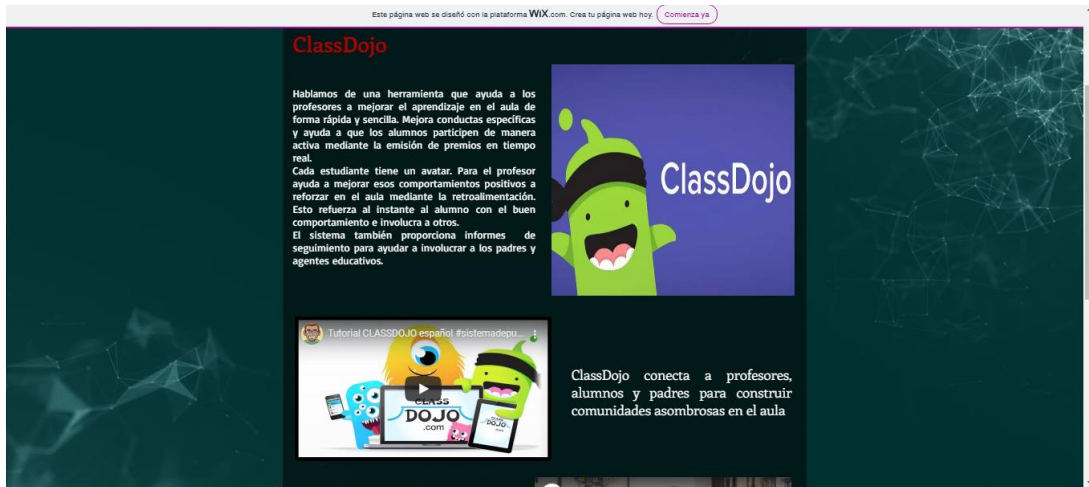 Este página web se diseñó con la plataforma WiX.com. Crea tu página web hoy. Comienza ya
ClassDojo
Hablamos de una herramienta que ayuda a los
profesores a mejorar el aprendizaje en el aula de
forma rápida y sencilla. Mejora conductas específicas
y ayuda a que los alumnos participen de manera
activa mediante la emisión de premios en tiempo
real.
Cada estudiante tiene un avatar. Para el profesor
ayuda a mejorar esos comportamientos positivos a
reforzar en el aula mediante la retroalimentación.
Esto refuerza al instante al alumno con el buen
comportamiento e involucra a otros.
El sistema también proporciona informes de
seguimiento para ayudar a involucrar a los padres y
agentes educativos.
ClassDojo
Tutorial CLASSDOJO español #sistemadepu...
CLASS
DOJO
.com
DOJO
ClassDojo conecta a profesores,
alumnos y padres para construir
comunidades asombrosas en el aula